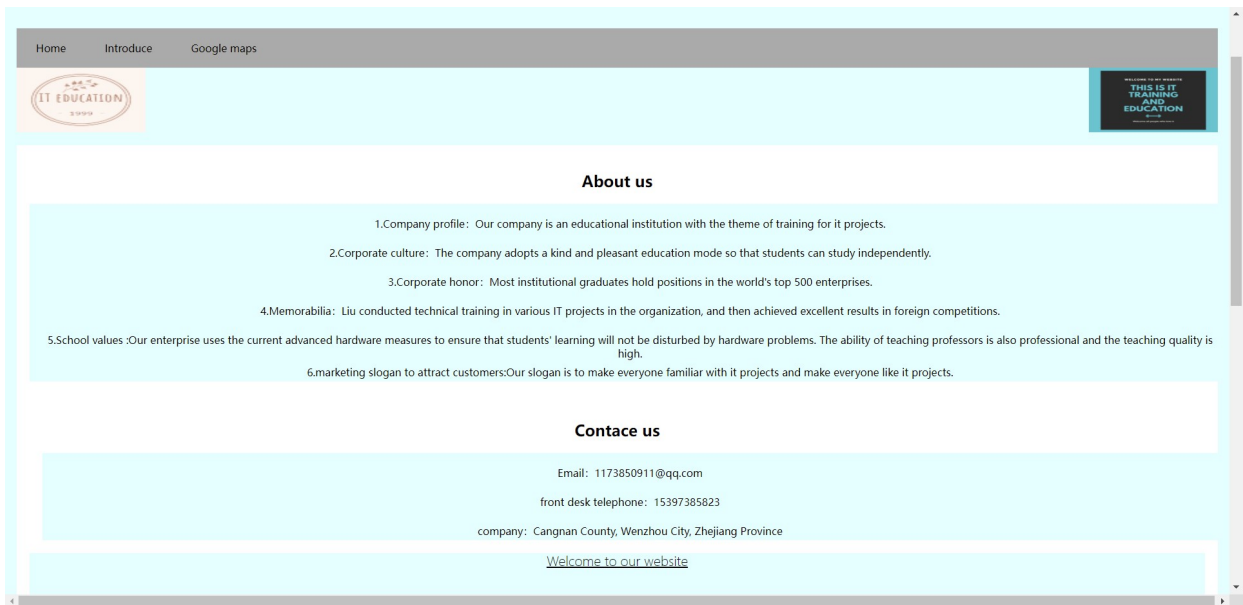 Home Introduce Google maps
IT EDUCATION
1999
WELCOME TO MY WEBSITE
THIS IS IT
TRAINING
AND
EDUCATION
About us
1.Company profile：Our company is an educational institution with the theme of training for it projects.
2.Corporate culture：The company adopts a kind and pleasant education mode so that students can study independently.
3.Corporate honor：Most institutional graduates hold positions in the world's top 500 enterprises.
4.Memorabilia：Liu conducted technical training in various IT projects in the organization, and then achieved excellent results in foreign competitions.
5.School values :Our enterprise uses the current advanced hardware measures to ensure that students' learning will not be disturbed by hardware problems. The ability of teaching professors is also professional and the teaching quality is
high.
6.marketing slogan to attract customers:Our slogan is to make everyone familiar with it projects and make everyone like it projects.
Contace us
Email：1173850911@qq.com
front desk telephone：15397385823
company：Cangnan County, Wenzhou City, Zhejiang Province
Welcome to our website